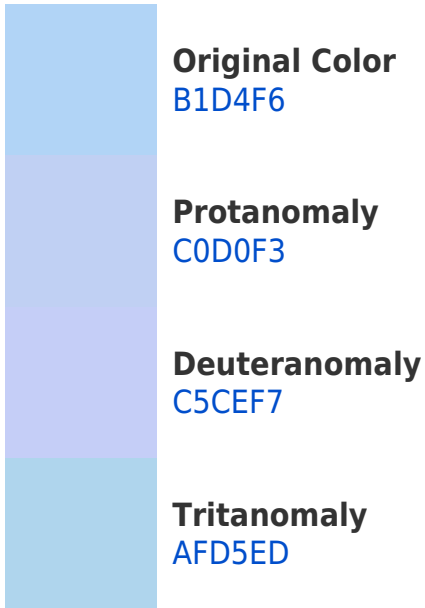 Original Color
B1D4F6
Protanomaly
C0D0F3
Deuteranomaly
C5CEF7
Tritanomaly
AFD5ED